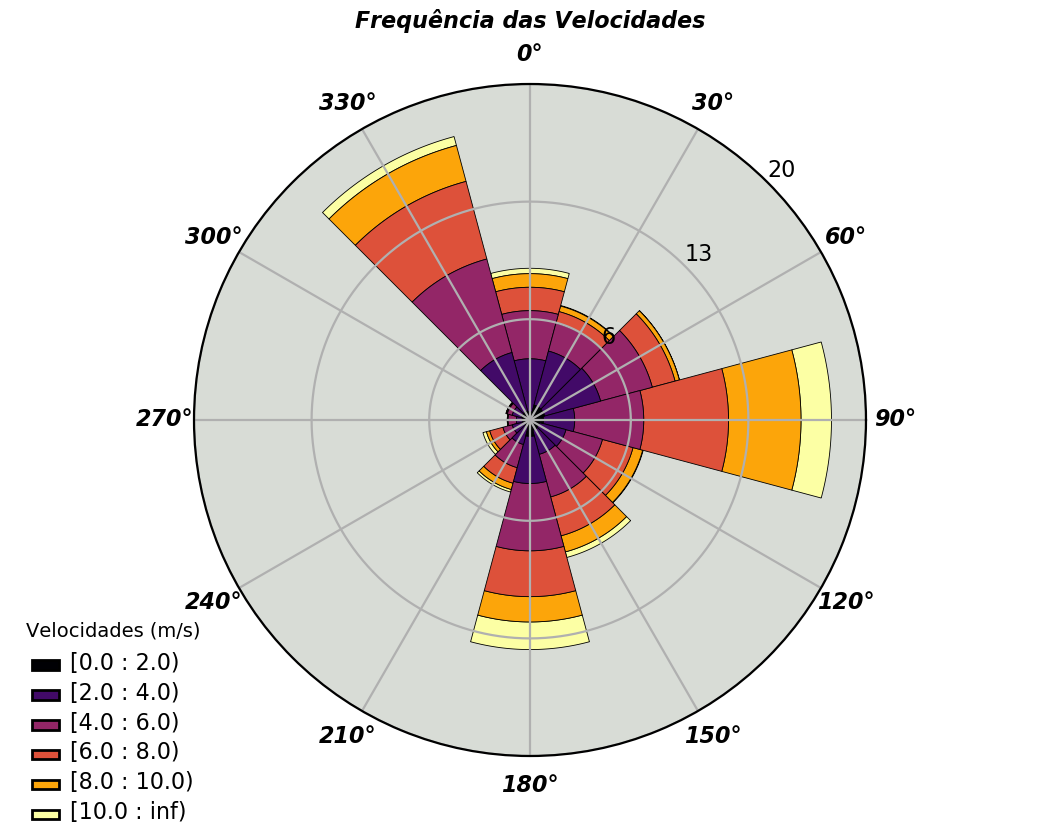 Frequência das Velocidades
0°
330°
30°
20
300°
60°
13
6
270°
90°
240°
120°
210°
150°
180°
Velocidades (m/s)
[0.0 : 2.0)
[2.0 : 4.0)
[4.0 : 6.0)
[6.0 : 8.0)
[8.0 : 10.0)
[10.0 : inf)